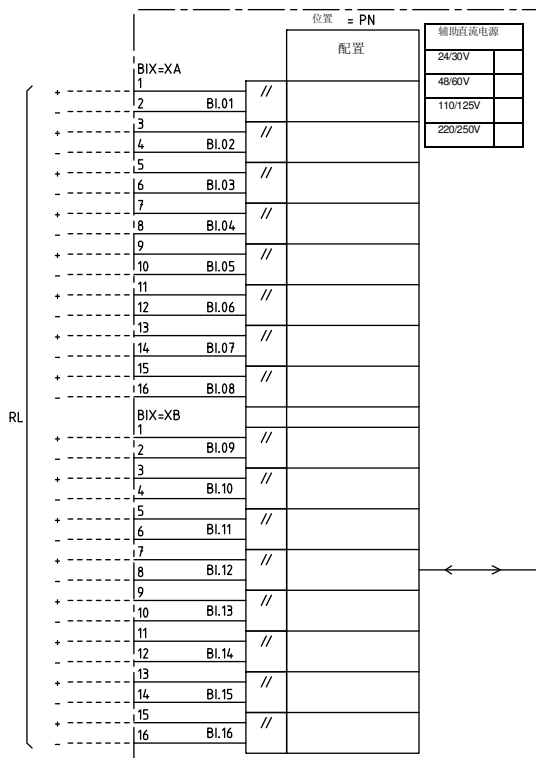 位置 = PN
配置
辅助直流电源
24/30V
48/60V
110/125V
220/250V
RL
BIX=XA
+ 1 //
- 2 BI.01
+ 3 //
- 4 BI.02
+ 5 //
- 6 BI.03
+ 7 //
- 8 BI.04
+ 9 //
- 10 BI.05
+ 11 //
- 12 BI.06
+ 13 //
- 14 BI.07
+ 15 //
- 16 BI.08
BIX=XB
+ 1 //
- 2 BI.09
+ 3 //
- 4 BI.10
+ 5 //
- 6 BI.11
+ 7 //
- 8 BI.12
+ 9 //
- 10 BI.13
+ 11 //
- 12 BI.14
+ 13 //
- 14 BI.15
+ 15 //
- 16 BI.16